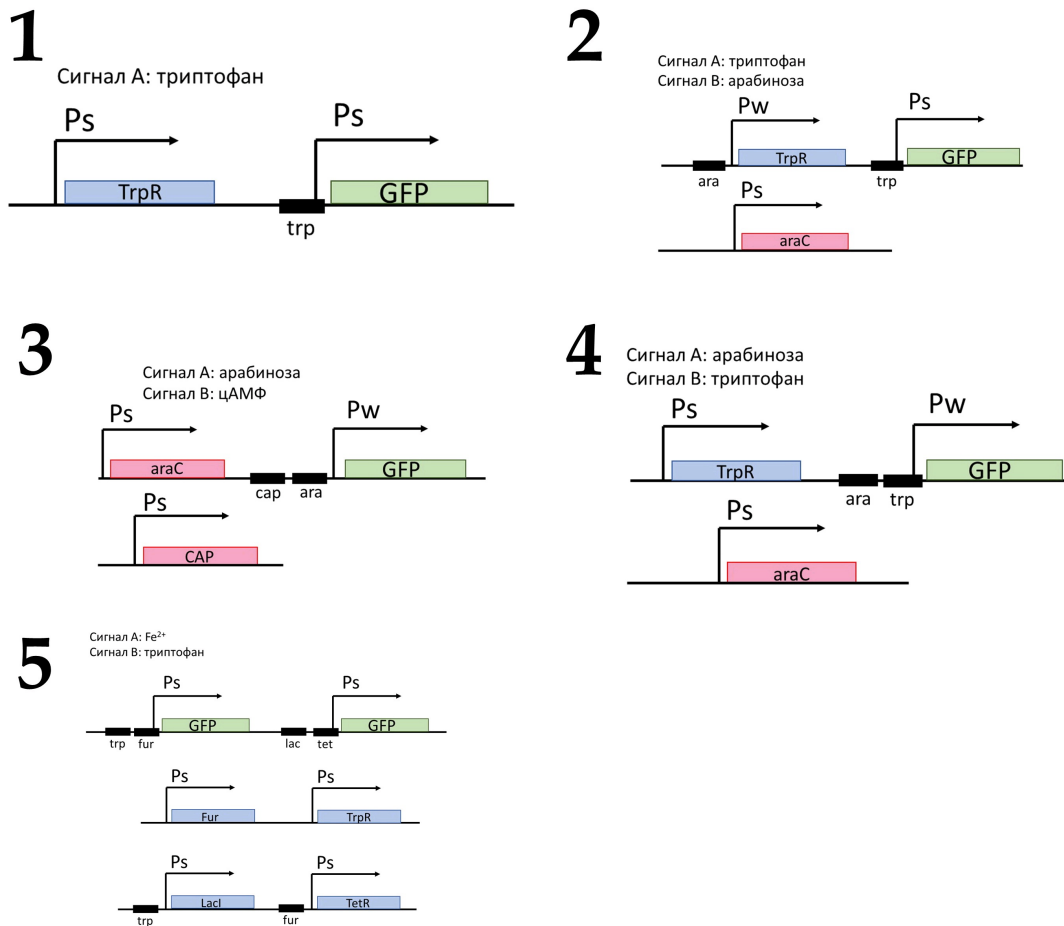 1
Сигнал А: триптофан
Ps
Ps
TrpR
GFP
trp
2
Сигнал А: триптофан
Сигнал В: арабиноза
Pw
Ps
TrpR
GFP
ara
trp
Ps
araC
3
Сигнал А: арабиноза
Сигнал В: цАМФ
Ps
Pw
araC
GFP
cap
ara
Ps
CAP
4
Сигнал А: арабиноза
Сигнал В: триптофан
Ps
Pw
TrpR
GFP
ara
trp
Ps
araC
5
Сигнал А: Fe²⁺
Сигнал В: триптофан
Ps
Ps
GFP
GFP
trp
fur
lac
tet
Ps
Ps
Fur
TrpR
Ps
Ps
LacI
TetR
trp
fur